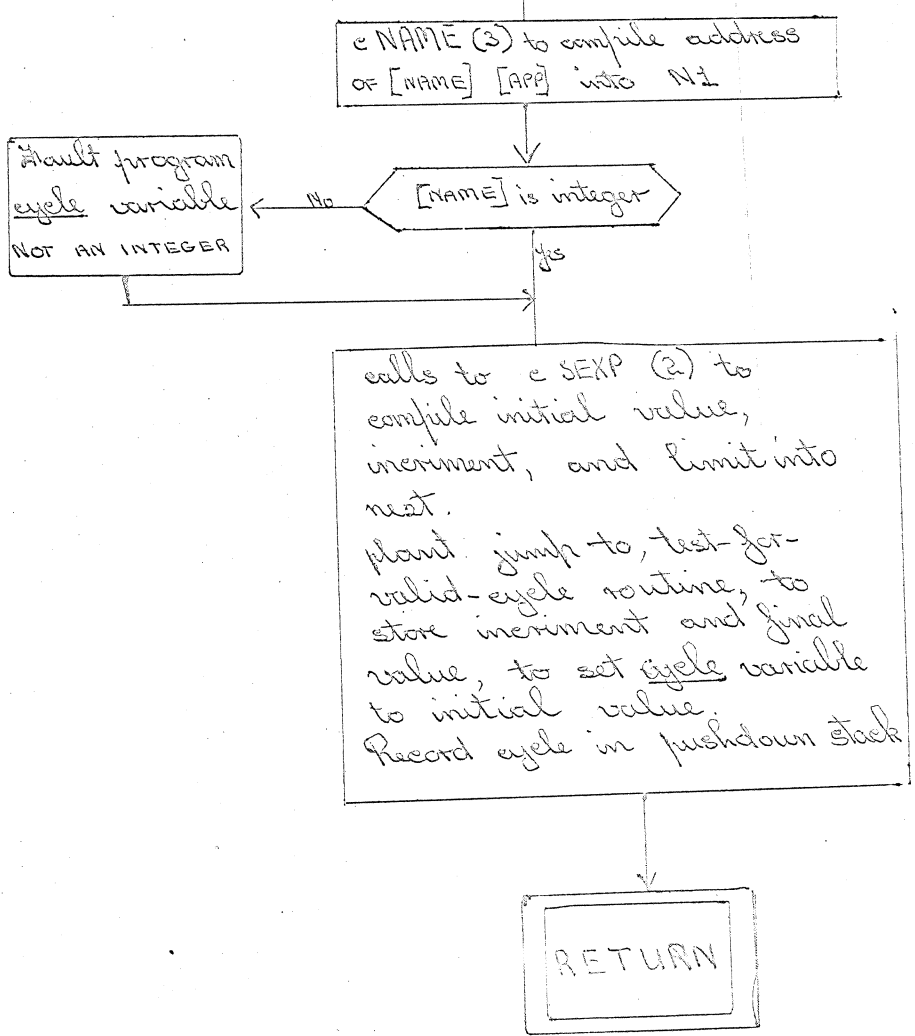 c NAME (3) to compile address
OF [NAME] [APP] into N1
Fault program
cycle variable
NOT AN INTEGER
No
[NAME] is integer
Yes
calls to c SEXP (2) to
compile initial value,
incriment, and limit into
nest.
plant jump to, test-for-
valid-cycle routine, to
store incriment and final
value, to set cycle variable
to initial value.
Record cycle in pushdown stack
RETURN